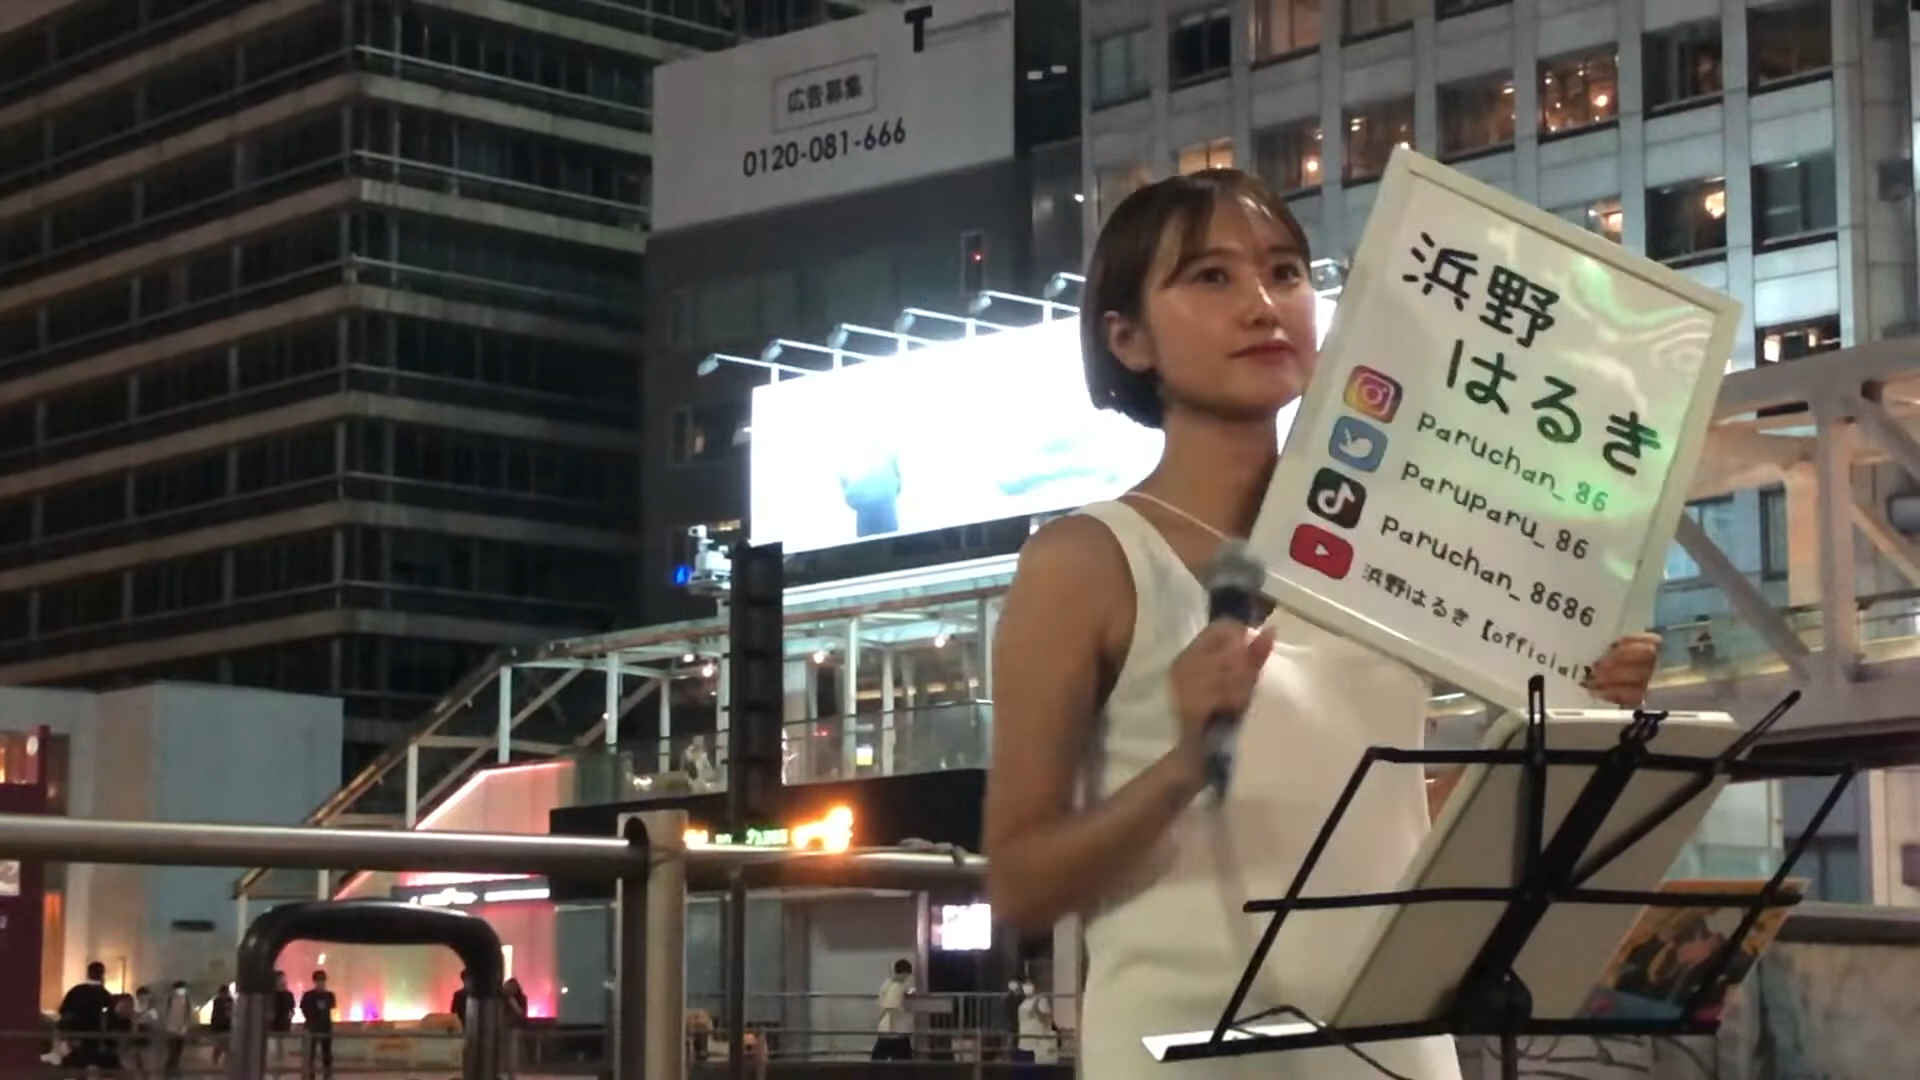 広告募集
0120-081-666
浜野
はるき
paruchan_86
paruparu_86
paruchan_8686
浜野はるき【official】